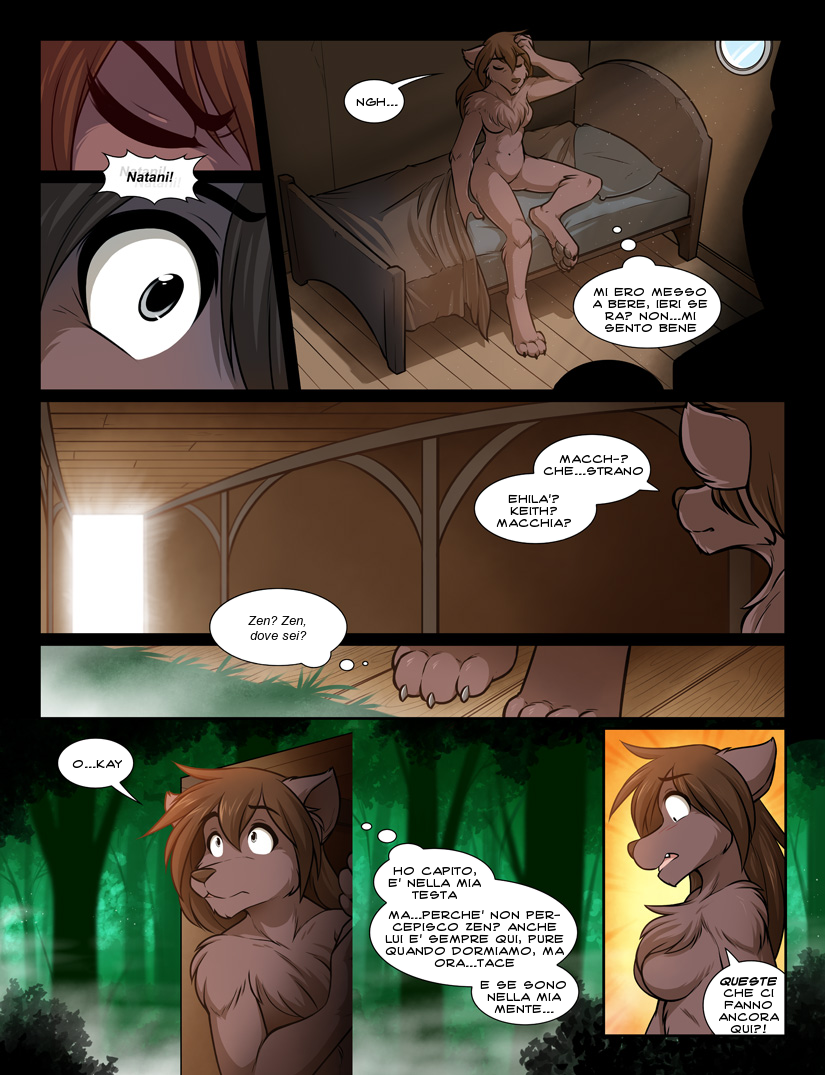 Natani!
Natani!
Natani!
NGH...
MI ERO MESSO
A BERE, IERI SE
RA? NON...MI
SENTO BENE
MACCH-?
CHE...STRANO
EHILA'?
KEITH?
MACCHIA?
Zen? Zen,
dove sei?
O...KAY
HO CAPITO,
E' NELLA MIA
TESTA
MA...PERCHE' NON PER-
CEPISCO ZEN? ANCHE
LUI E' SEMPRE QUI, PURE
QUANDO DORMIAMO, MA
ORA...TACE
E SE SONO
NELLA MIA
MENTE...
QUESTE
CHE CI
FANNO
ANCORA
QUI?!